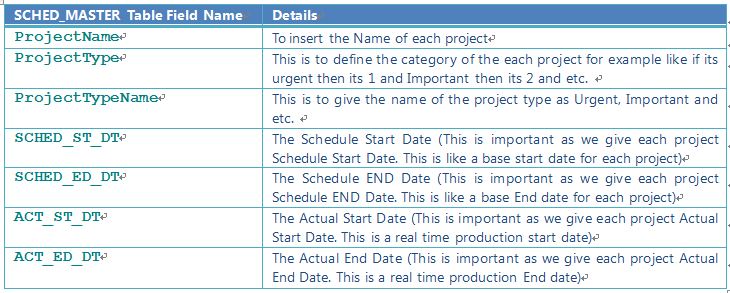 SCHED_MASTER Table Field Name Details
ProjectName To insert the Name of each project
ProjectType This is to define the category of the each project for example like if its
urgent then its 1 and Important then its 2 and etc.
ProjectTypeName This is to give the name of the project type as Urgent, Important and
etc.
SCHED_ST_DT The Schedule Start Date (This is important as we give each project
Schedule Start Date. This is like a base start date for each project)
SCHED_ED_DT The Schedule END Date (This is important as we give each project
Schedule END Date. This is like a base End date for each project)
ACT_ST_DT The Actual Start Date (This is important as we give each project Actual
Start Date. This is a real time production start date)
ACT_ED_DT The Actual End Date (This is important as we give each project Actual
End Date. This is a real time production End date)